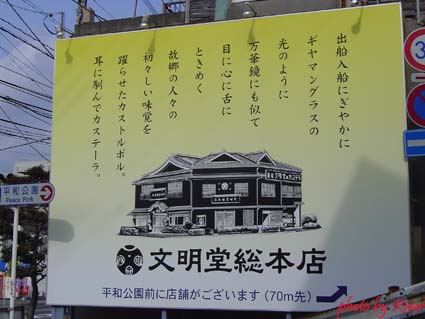 出船入船にぎやかに
ギヤマングラスの
光のように
万華鏡にも似て
目に心に舌に
ときめく
故郷の人々の
初々しい味覚を
躍らせたカストルボル。
耳に刻んでカステーラ。
文明堂総本店
平和公園前に店舗がございます(70m先)
平和公園
Peace Park
photo by